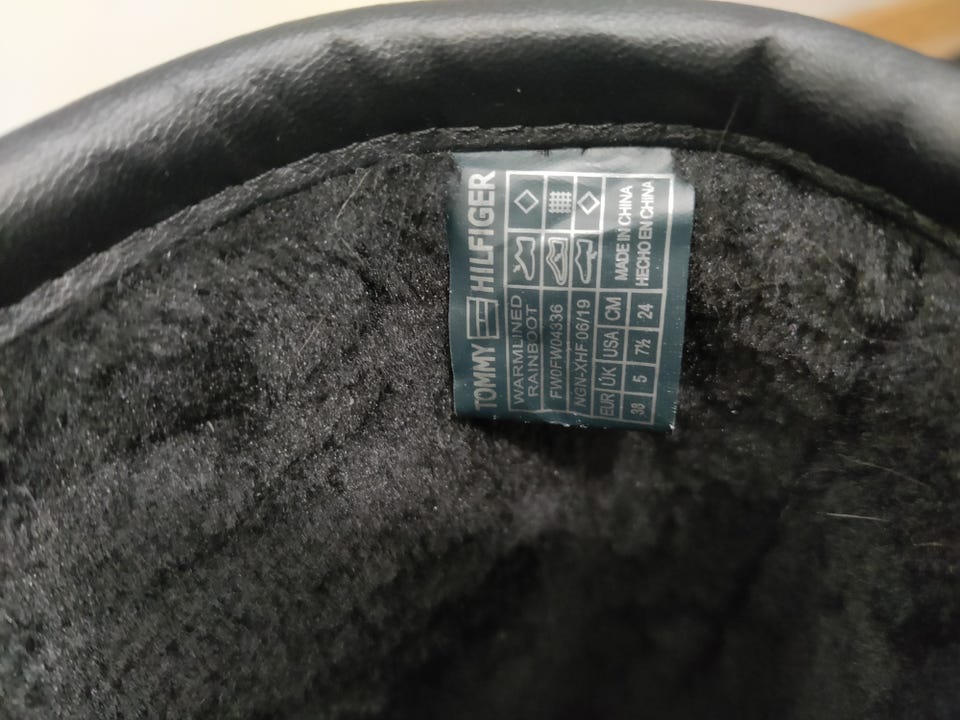 TOMMY HILFIGER
WARMLINED
RAINBOOT
FW0FW04336
NGN-XHF 06/19
EUR UK USA CM
38 5 7½ 24
MADE IN CHINA
HECHO EN CHINA